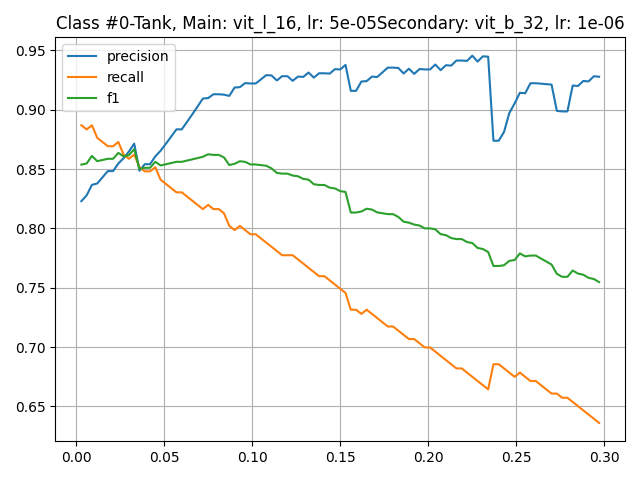 Class #0-Tank, Main: vit_l_16, lr: 5e-05Secondary: vit_b_32, lr: 1e-06
precision
recall
f1
0.95
0.90
0.85
0.80
0.75
0.70
0.65
0.00 0.05 0.10 0.15 0.20 0.25 0.30